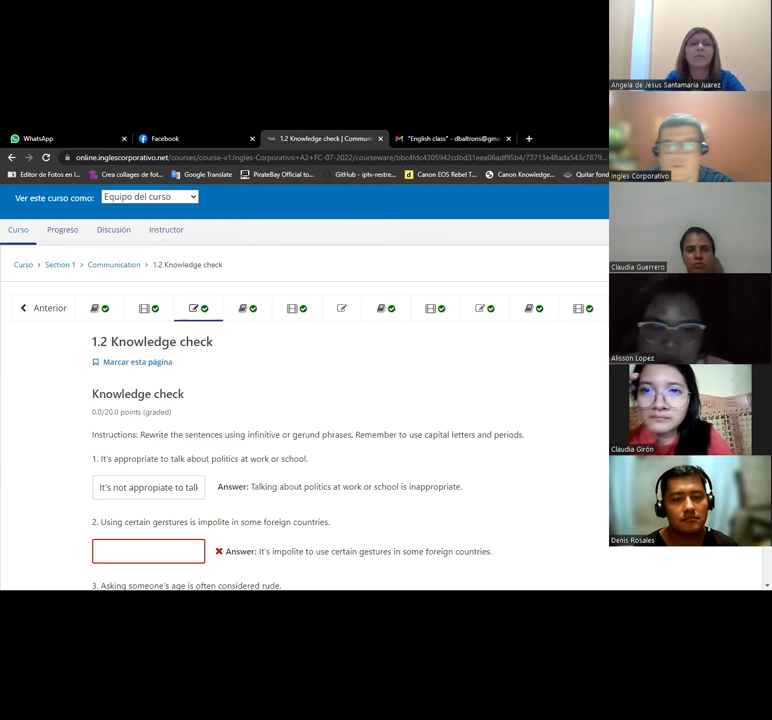 WhatsApp
Facebook
1.2 Knowledge check | Commun
"English class" - dbaltrons@gm
online.inglescorporativo.net/courses/course-v1:Ingles-Corporativo+A2+FC-07-2022/courseware/
Editor de Fotos en l...
Crea collages de fot...
Google Translate
PirateBay Official to...
GitHub - iptv-restre...
Canon EOS Rebel T...
Canon Knowledge...
Quitar fond
Ver este curso como:
Equipo del curso
Curso
Progreso
Discusión
Instructor
Curso > Section 1 > Communication > 1.2 Knowledge check
Anterior
1.2 Knowledge check
Marcar esta página
Knowledge check
0.0/20.0 points (graded)
Instructions: Rewrite the sentences using infinitive or gerund phrases. Remember to use capital letters and periods.
1. It's appropriate to talk about politics at work or school.
It's not appropiate to talk
Answer: Talking about politics at work or school is inappropriate.
2. Using certain gerstures is impolite in some foreign countries.
Answer: It's impolite to use certain gestures in some foreign countries.
3. Asking someone's age is often considered rude.
Angela de Jesus Santamaria Juarez
Ingles Corporativo
Claudia Guerrero
Alisson Lopez
Claudia Girón
Denis Rosales